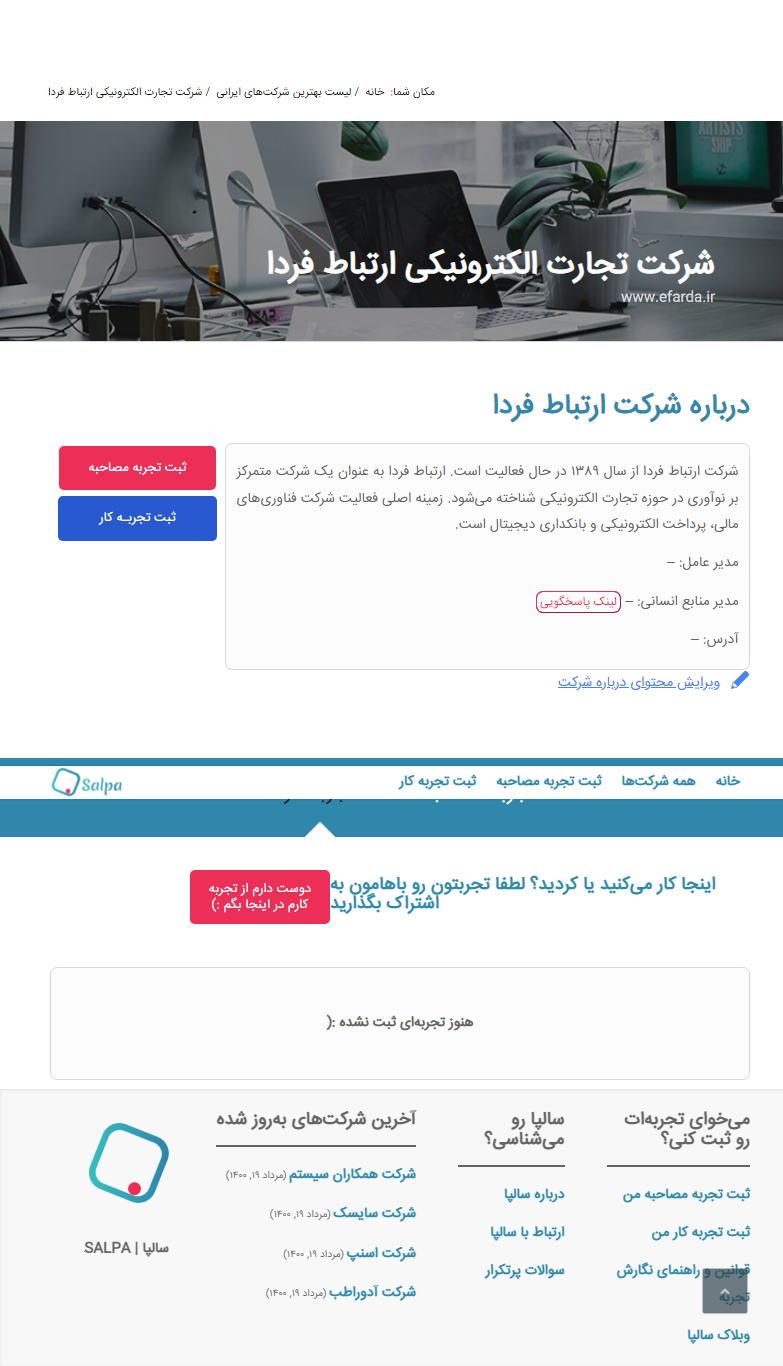 مکان شما: خانه / لیست بهترین شرکت‌های ایرانی / شرکت تجارت الکترونیکی ارتباط فردا
ARTISTS
SHIP
شرکت تجارت الکترونیکی ارتباط فردا
www.efarda.ir
درباره شرکت ارتباط فردا
شرکت ارتباط فردا از سال ۱۳۸۹ در حال فعالیت است. ارتباط فردا به عنوان یک شرکت متمرکز
بر نوآوری در حوزه تجارت الکترونیکی شناخته می‌شود. زمینه اصلی فعالیت شرکت فناوری‌های
مالی، پرداخت الکترونیکی و بانکداری دیجیتال است.
مدیر عامل: –
مدیر منابع انسانی: – لینک پاسخگویی
آدرس: –
ثبت تجربه مصاحبه
ثبت تجربـه کار
ویرایش محتوای درباره شرکت
خانه
همه شرکت‌ها
ثبت تجربه مصاحبه
ثبت تجربه کار
Salpa
اینجا کار می‌کنید یا کردید؟ لطفا تجربتون رو باهامون به
اشتراک بگذارید
دوست دارم از تجربه
کارم در اینجا بگم :)
هنوز تجربه‌ای ثبت نشده :(
می‌خوای تجربه‌ات
رو ثبت کنی؟
ثبت تجربه مصاحبه من
ثبت تجربه کار من
قوانین و راهنمای نگارش
تجربه
وبلاگ سالپا
سالپا رو
می‌شناسی؟
درباره سالپا
ارتباط با سالپا
سوالات پرتکرار
آخرین شرکت‌های به‌روز شده
شرکت همکاران سیستم (مرداد ۱۹, ۱۴۰۰)
شرکت سایسک (مرداد ۱۹, ۱۴۰۰)
شرکت اسنپ (مرداد ۱۹, ۱۴۰۰)
شرکت آدوراطب (مرداد ۱۹, ۱۴۰۰)
سالپا | SALPA